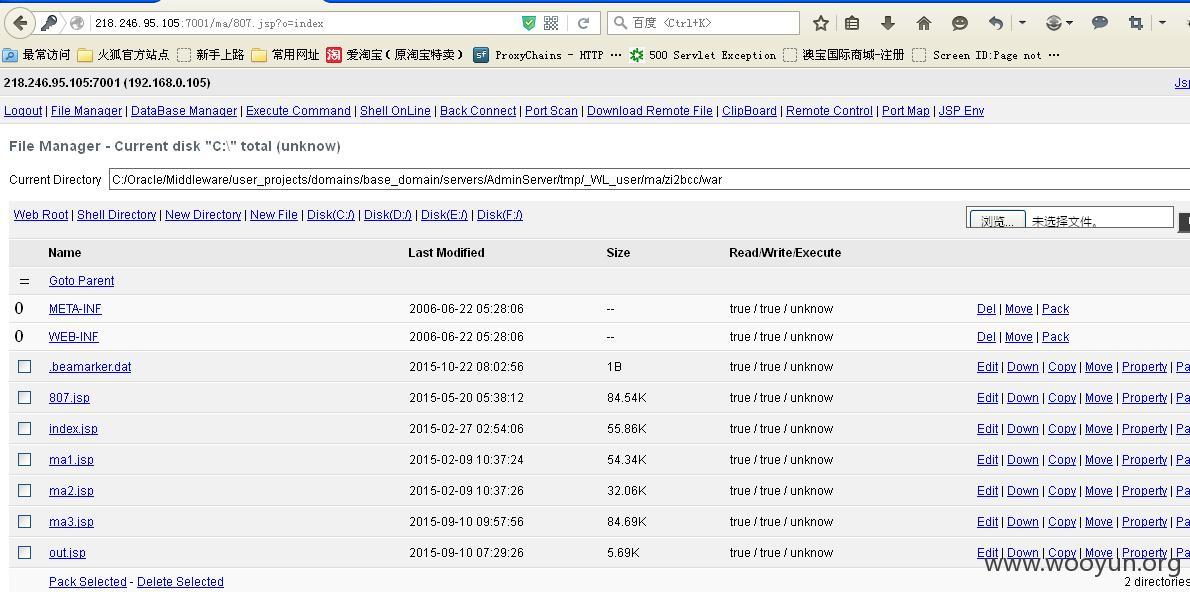 218.246.95.105:7001/ma/807.jsp?o=index
百度 <Ctrl+K>
最常访问 火狐官方站点 新手上路 常用网址 淘 爱淘宝（原淘宝特卖） sf ProxyChains - HTTP ... 500 Servlet Exception 澳宝国际商城-注册 Screen ID:Page not ...
218.246.95.105:7001 (192.168.0.105) Jsp
Logout | File Manager | DataBase Manager | Execute Command | Shell OnLine | Back Connect | Port Scan | Download Remote File | ClipBoard | Remote Control | Port Map | JSP Env
File Manager - Current disk "C:\" total (unknow)
Current Directory C:/Oracle/Middleware/user_projects/domains/base_domain/servers/AdminServer/tmp/_WL_user/ma/zi2bcc/war
Web Root | Shell Directory | New Directory | New File | Disk(C:/) | Disk(D:/) | Disk(E:/) | Disk(F:/) 浏览... 未选择文件。
Name Last Modified Size Read/Write/Execute
= Goto Parent
0 META-INF 2006-06-22 05:28:06 -- true / true / unknow Del | Move | Pack
0 WEB-INF 2006-06-22 05:28:06 -- true / true / unknow Del | Move | Pack
.beamarker.dat 2015-10-22 08:02:56 1B true / true / unknow Edit | Down | Copy | Move | Property | Pa
807.jsp 2015-05-20 05:38:12 84.54K true / true / unknow Edit | Down | Copy | Move | Property | Pa
index.jsp 2015-02-27 02:54:06 55.86K true / true / unknow Edit | Down | Copy | Move | Property | Pa
ma1.jsp 2015-02-09 10:37:24 54.34K true / true / unknow Edit | Down | Copy | Move | Property | Pa
ma2.jsp 2015-02-09 10:37:26 32.06K true / true / unknow Edit | Down | Copy | Move | Property | Pa
ma3.jsp 2015-09-10 09:57:56 84.69K true / true / unknow Edit | Down | Copy | Move | Property | Pa
out.jsp 2015-09-10 07:29:26 5.69K true / true / unknow Edit | Down | Copy | Move | Property | Pa
www.wooyun.org
Pack Selected - Delete Selected 2 directories